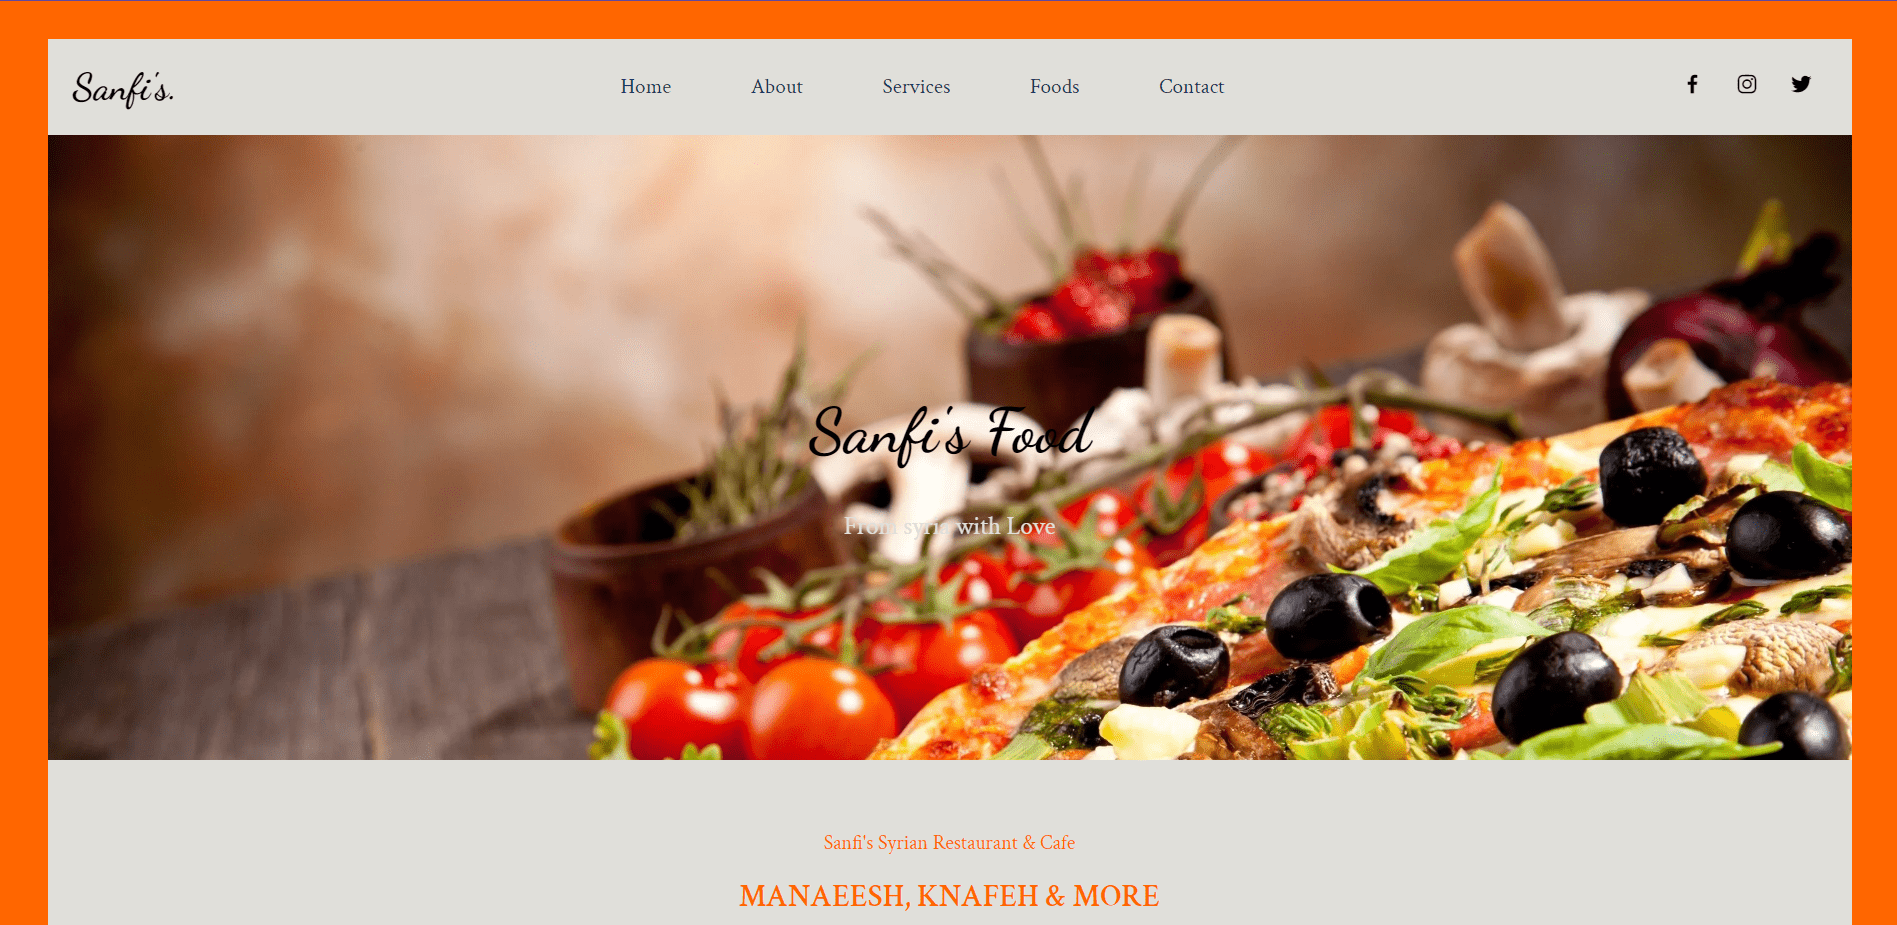 Sanfi's.
Home About Services Foods Contact
Sanfi's Food
From syria with Love
Sanfi's Syrian Restaurant & Cafe
MANAEESH, KNAFEH & MORE